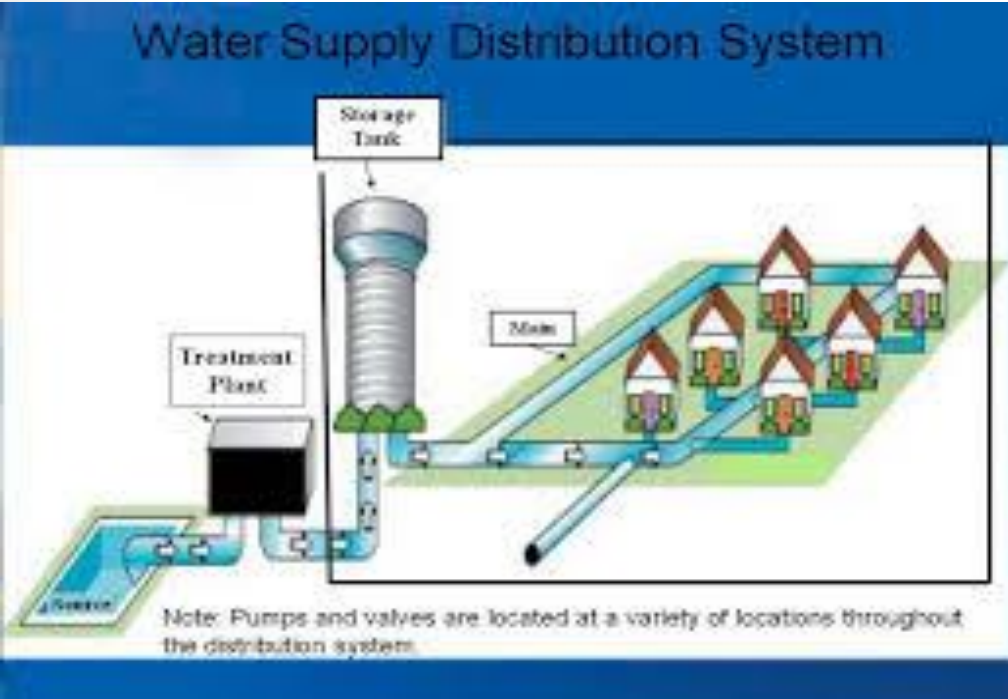 Water Supply Distribution System
Storage
Tank
Main
Treatment
Plant
Source
Note: Pumps and valves are located at a variety of locations throughout
the distribution system.